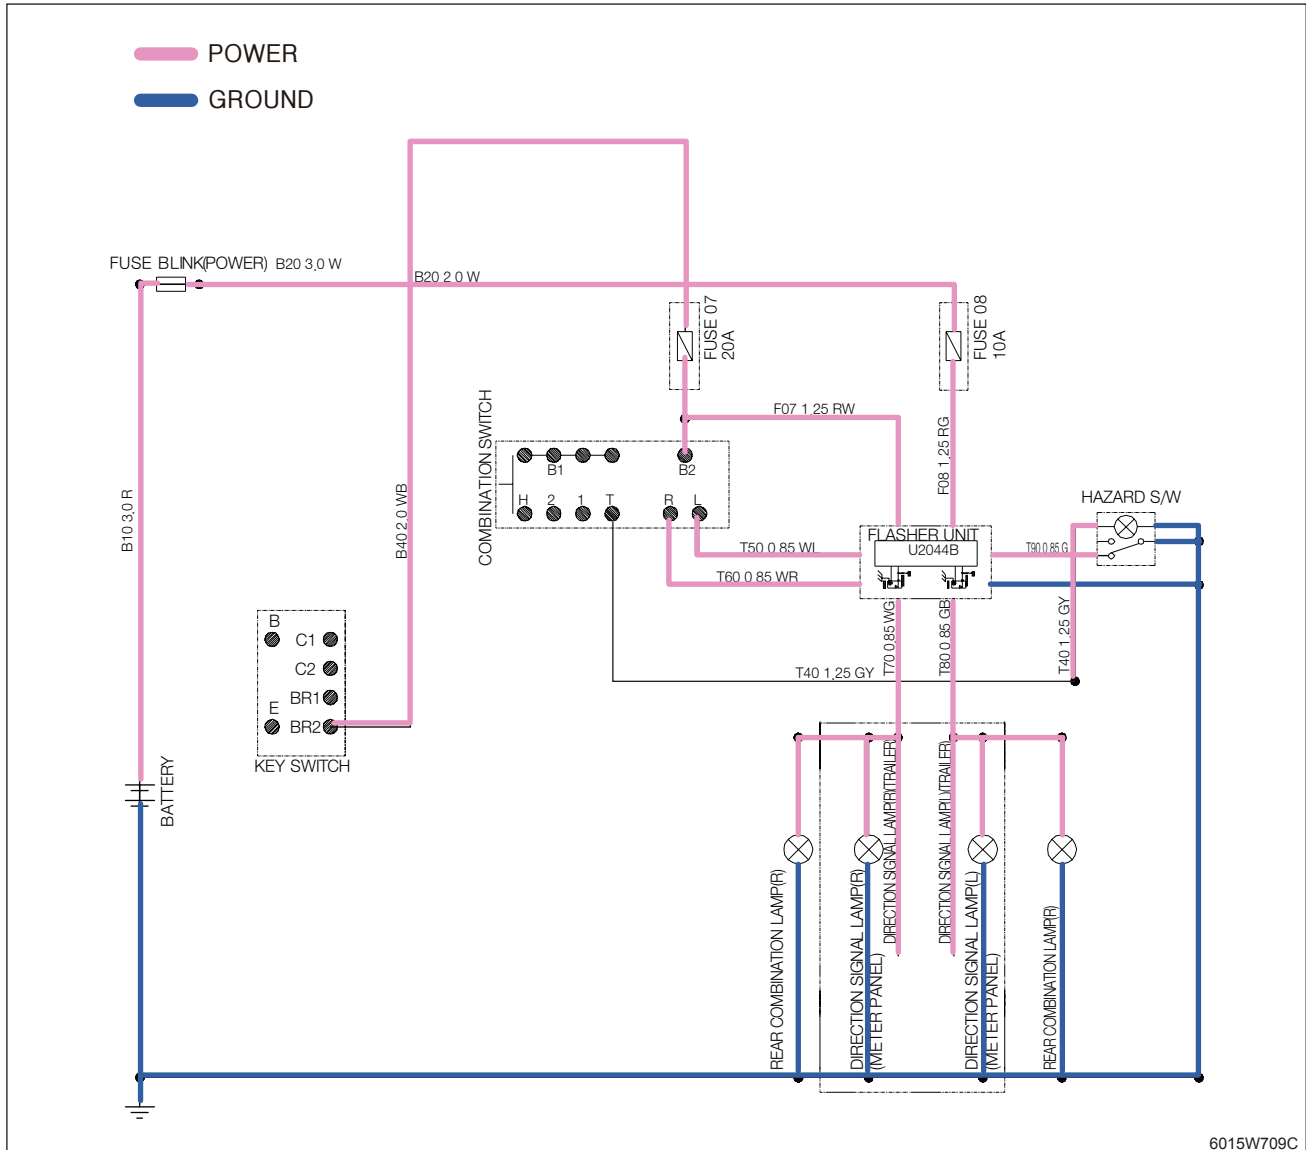 POWER
GROUND
FUSE BLINK(POWER) B20 3.0 W
B20 2 0 W
FUSE 07
20A
FUSE 08
10A
F07 1.25 RW
F08 1.25 RG
COMBINATION SWITCH
B1
B2
H 2 1 T R L
B10 3.0 R
B40 2.0 WB
HAZARD S/W
FLASHER UNIT
U2044B
T50 0.85 WL
T60 0.85 WR
T90 0.85 G
T70 0.85 WG
T80 0.85 GB
T40 1.25 GY
T40 1.25 GY
B
C1
C2
BR1
E
BR2
KEY SWITCH
BATTERY
DIRECTION SIGNAL LAMP(R)(TRAILER)
DIRECTION SIGNAL LAMP(L)(TRAILER)
REAR COMBINATION LAMP(R)
DIRECTION SIGNAL LAMP(R)
(METER PANEL)
DIRECTION SIGNAL LAMP(L)
(METER PANEL)
REAR COMBINATION LAMP(R)
6015W709C